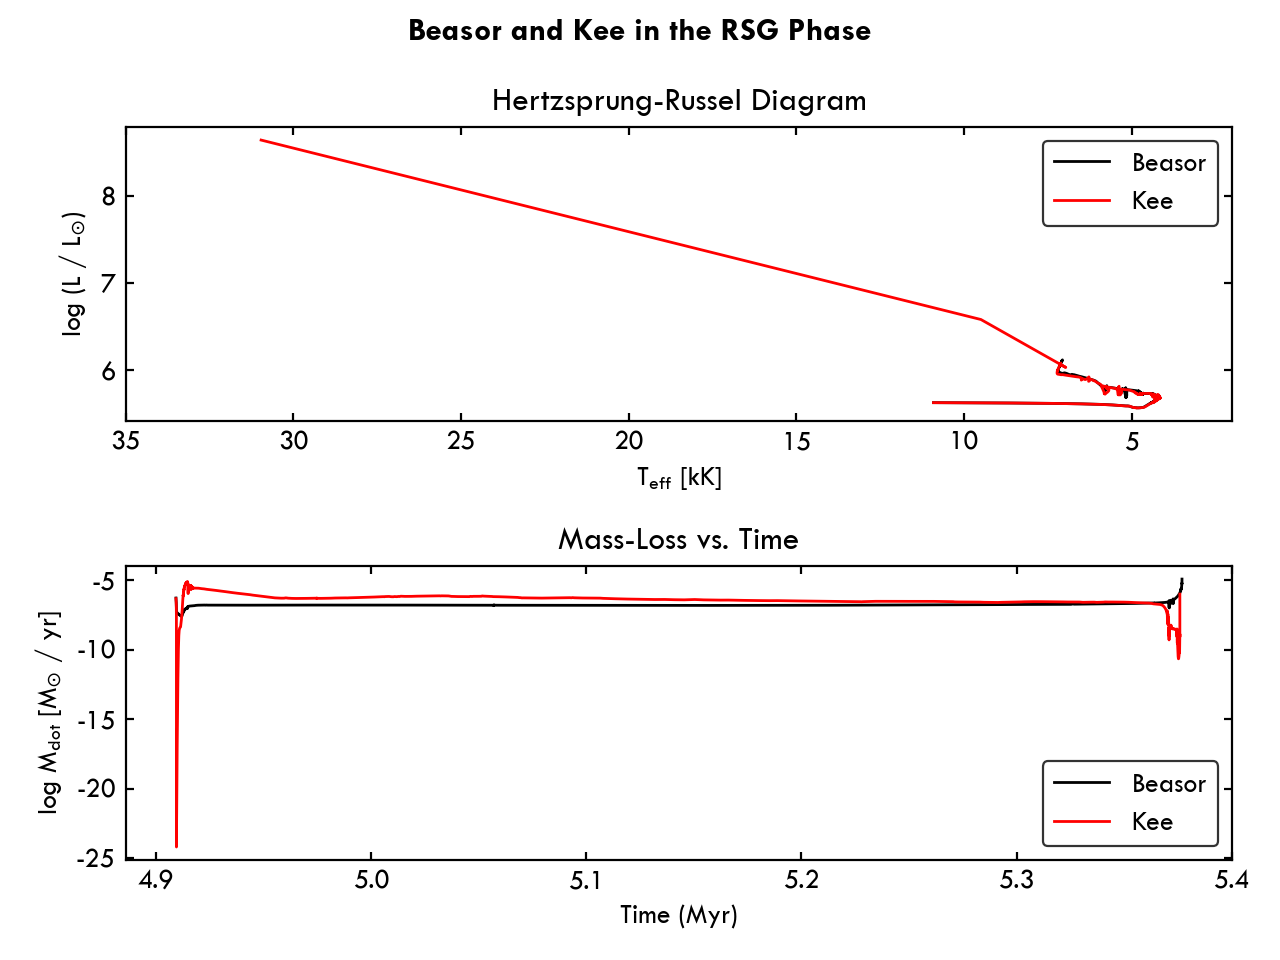 Beasor and Kee in the RSG Phase
Hertzsprung-Russel Diagram
log (L / L⊙)
8
7
6
Beasor
Kee
35 30 25 20 15 10 5
T_eff [kK]
Mass-Loss vs. Time
log M_dot [M⊙ / yr]
-5
-10
-15
-20
-25
Beasor
Kee
4.9 5.0 5.1 5.2 5.3 5.4
Time (Myr)